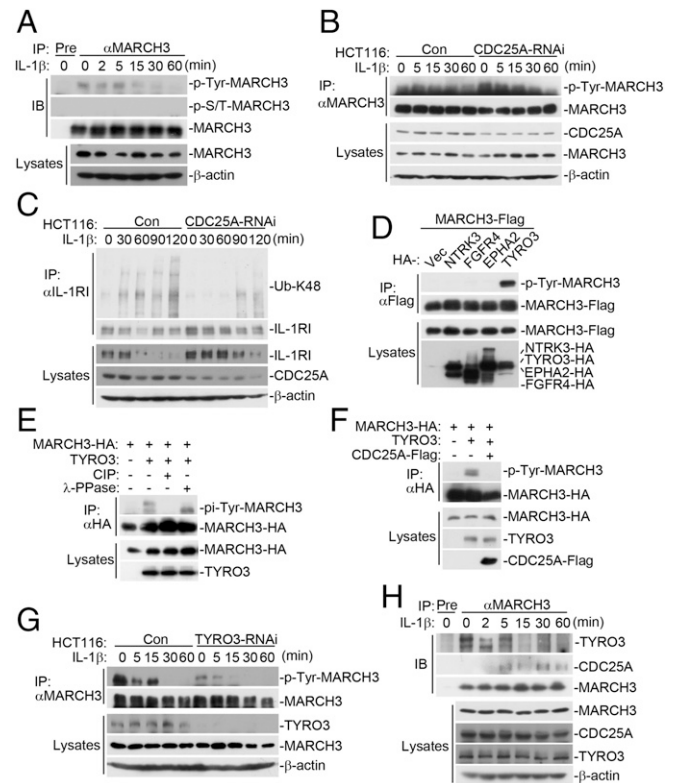 A
IP: Pre αMARCH3
IL-1β: 0 0 2 5 15 30 60 (min)
IB
-p-Tyr-MARCH3
-p-S/T-MARCH3
-MARCH3
Lysates
-MARCH3
-β-actin
B
HCT116: Con CDC25A-RNAi
IL-1β: 0 5 15 30 60 0 5 15 30 60 (min)
IP:
αMARCH3
-p-Tyr-MARCH3
-MARCH3
Lysates
-CDC25A
-MARCH3
-β-actin
C
HCT116: Con CDC25A-RNAi
IL-1β: 0 30 60 90 120 0 30 60 90 120 (min)
IP:
αIL-1RI
-Ub-K48
-IL-1RI
Lysates
-IL-1RI
-CDC25A
-β-actin
D
MARCH3-Flag
HA-: Vec NTRK3 FGFR4 EPHA2 TYRO3
IP:
αFlag
-p-Tyr-MARCH3
-MARCH3-Flag
Lysates
-MARCH3-Flag
NTRK3-HA
TYRO3-HA
EPHA2-HA
-FGFR4-HA
E
MARCH3-HA: + + + +
TYRO3: - + + +
CIP: - - + -
λ-PPase: - - - +
IP:
αHA
-pi-Tyr-MARCH3
-MARCH3-HA
Lysates
-MARCH3-HA
-TYRO3
F
MARCH3-HA: + + +
TYRO3: - + +
CDC25A-Flag: - - +
IP:
αHA
-p-Tyr-MARCH3
-MARCH3-HA
Lysates
-MARCH3-HA
-TYRO3
-CDC25A-Flag
G
HCT116: Con TYRO3-RNAi
IL-1β: 0 5 15 30 60 0 5 15 30 60 (min)
IP:
αMARCH3
-p-Tyr-MARCH3
-MARCH3
Lysates
-TYRO3
-MARCH3
-β-actin
H
IP: Pre αMARCH3
IL-1β: 0 0 2 5 15 30 60 (min)
IB
-TYRO3
-CDC25A
-MARCH3
Lysates
-MARCH3
-CDC25A
-TYRO3
-β-actin